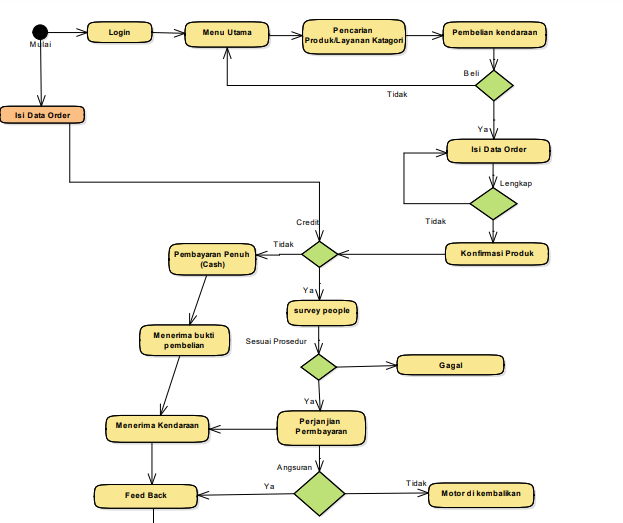 Mulai
Login
Menu Utama
Pencarian
Produk/Layanan Katagori
Pembelian kendaraan
Beli
Tidak
Ya
Isi Data Order
Isi Data Order
Lengkap
Tidak
Credit
Konfirmasi Produk
Tidak
Pembayaran Penuh
(Cash)
Ya
survey people
Menerima bukti
pembelian
Sesuai Prosedur
Gagal
Ya
Menerima Kendaraan
Perjanjian
Permbayaran
Angsuran
Ya
Tidak
Feed Back
Motor di kembalikan